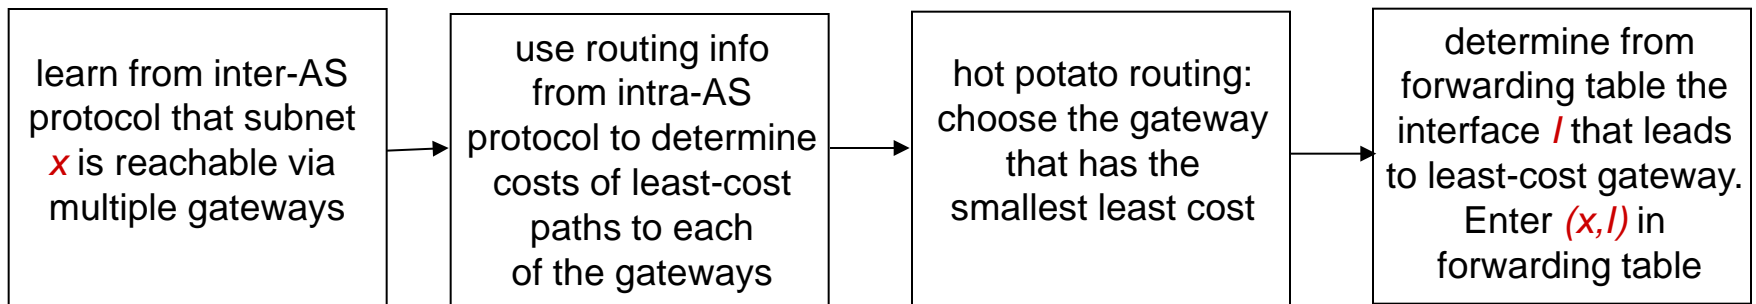 learn from inter-AS
protocol that subnet
x is reachable via
multiple gateways
use routing info
from intra-AS
protocol to determine
costs of least-cost
paths to each
of the gateways
hot potato routing:
choose the gateway
that has the
smallest least cost
determine from
forwarding table the
interface I that leads
to least-cost gateway.
Enter (x,I) in
forwarding table